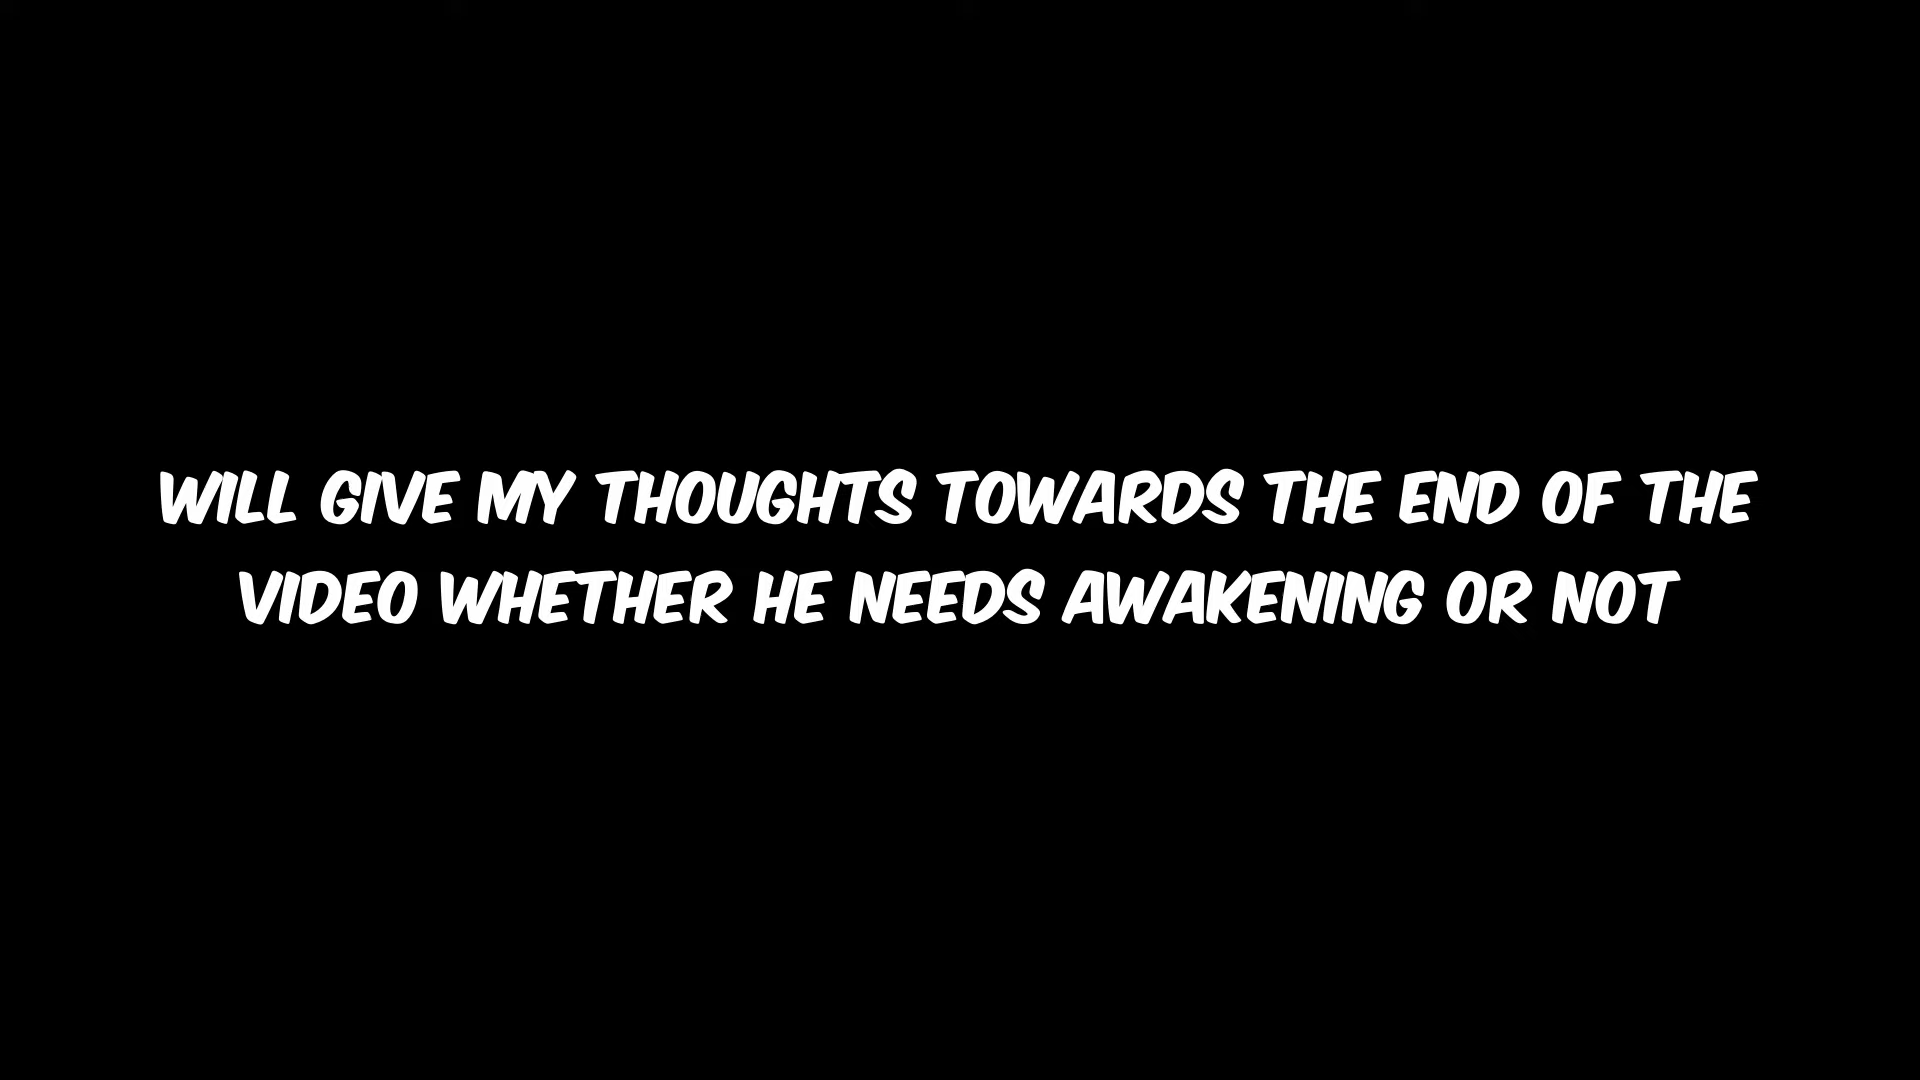 WILL GIVE MY THOUGHTS TOWARDS THE END OF THE
VIDEO WHETHER HE NEEDS AWAKENING OR NOT